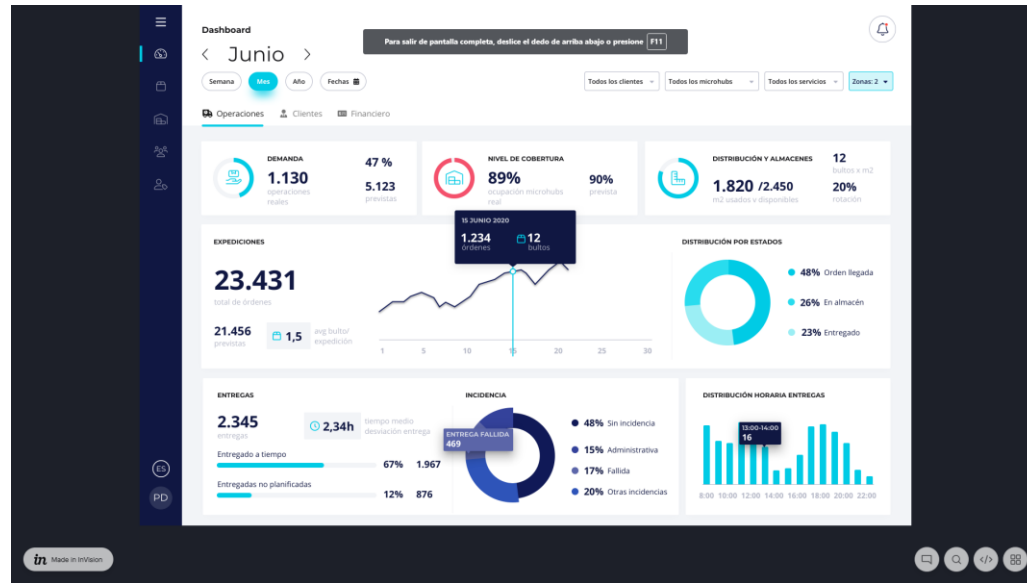 ES
Dashboard
Junio
Para salir de pantalla completa, deslice el dedo de arriba abajo o presione F11
Semana Mes Año Fechas
Todos los clientes Todos los microhubs Todos los servicios Zonas: 2
Operaciones Clientes Financiero
DEMANDA
1.130
operaciones
reales
47 %
5.123
previstas
NIVEL DE COBERTURA
89%
ocupación microhubs
real
90%
prevista
DISTRIBUCIÓN Y ALMACENES
1.820 /2.450
m2 usados v disponibles
12
bultos x m2
20%
rotación
EXPEDICIONES
23.431
total de órdenes
21.456
previstas
1,5
avg bulto/
expedición
15 JUNIO 2020
1.234
órdenes
12
bultos
1 5 10 15 20 25 30
DISTRIBUCIÓN POR ESTADOS
48% Orden llegada
26% En almacén
23% Entregado
ENTREGAS
2.345
entregas
2,34h
tiempo medio
desviación entrega
Entregado a tiempo
67% 1.967
Entregadas no planificadas
12% 876
INCIDENCIA
ENTREGA FALLIDA
469
48% Sin incidencia
15% Administrativa
17% Fallida
20% Otras incidencias
DISTRIBUCIÓN HORARIA ENTREGAS
13:00-14:00
16
8:00 10:00 12:00 14:00 16:00 18:00 20:00 22:00
ES
PD
in Made in InVision